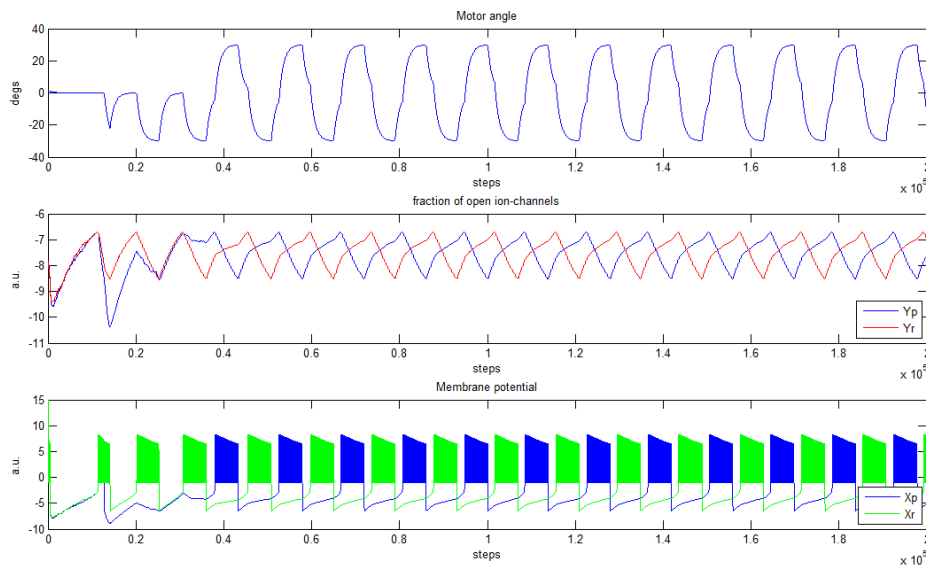 Motor angle
40
20
0
-20
-40
degs
0 0.2 0.4 0.6 0.8 1 1.2 1.4 1.6 1.8 2
steps
x 10^5
fraction of open ion-channels
-6
-7
-8
-9
-10
-11
a.u.
Yp
Yr
0 0.2 0.4 0.6 0.8 1 1.2 1.4 1.6 1.8 2
steps
x 10^5
Membrane potential
15
10
5
0
-5
-10
a.u.
Xp
Xr
0 0.2 0.4 0.6 0.8 1 1.2 1.4 1.6 1.8 2
steps
x 10^5